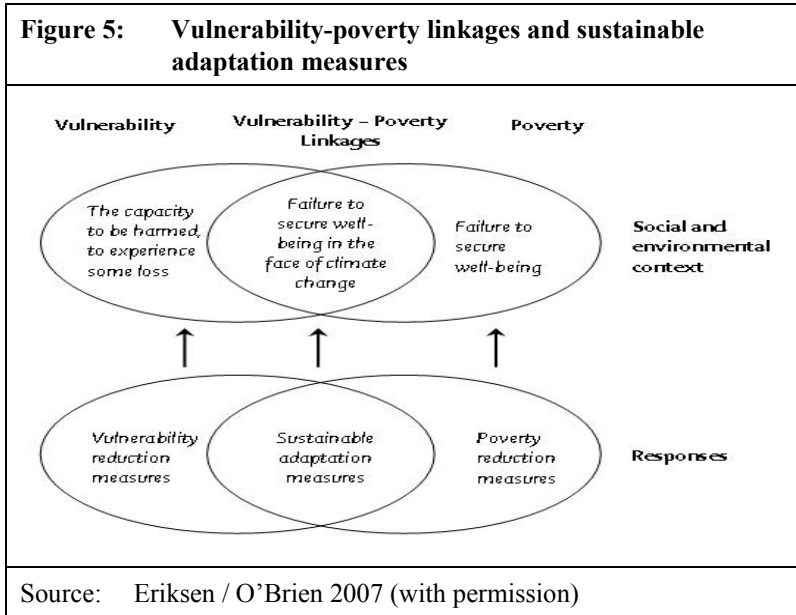 Figure 5: Vulnerability-poverty linkages and sustainable
adaptation measures
Vulnerability
Vulnerability – Poverty
Linkages
Poverty
The capacity
to be harmed,
to experience
some loss
Failure to
secure well-
being in the
face of climate
change
Failure to
secure
well-being
Social and
environmental
context
Vulnerability
reduction
measures
Sustainable
adaptation
measures
Poverty
reduction
measures
Responses
Source: Eriksen / O’Brien 2007 (with permission)